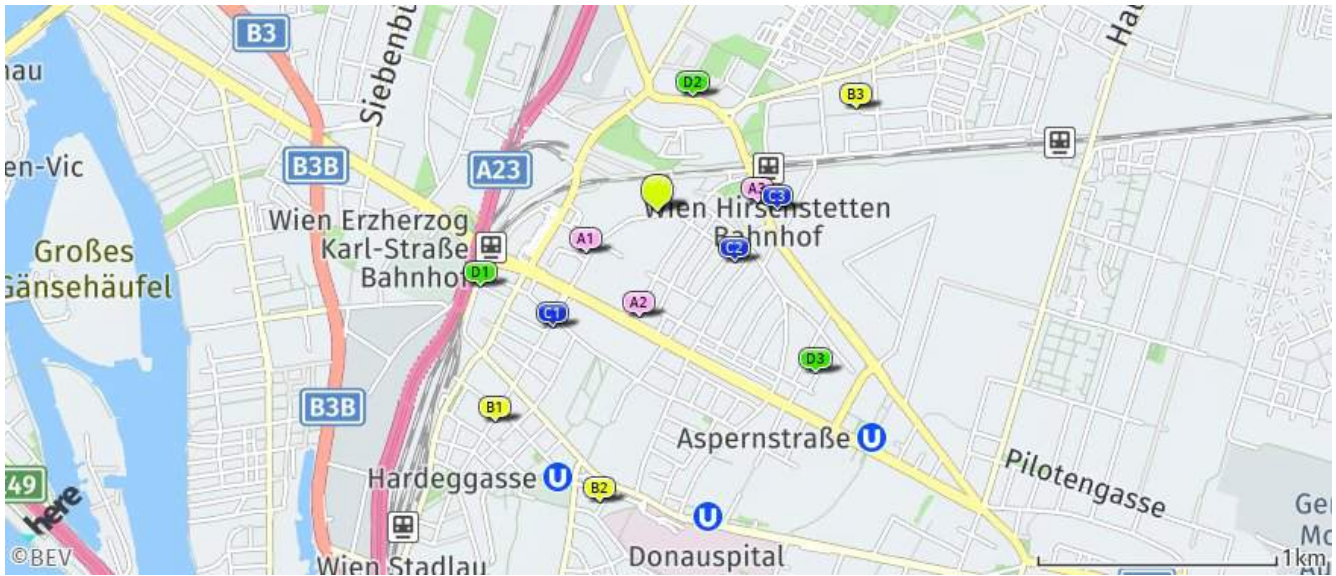 B3
Siebenbü
Hau
nau
D2
B3
en-Vic
B3B
A23
A3
C3
Wien Erzherzog
Karl-Straße
Bahnhof
Wien Hirschstetten
Bahnhof
Großes
Gänsehäufel
A1
C2
D1
A2
C1
D3
B3B
B1
Aspernstraße
U
Hardeggasse
U
B2
Pilotengasse
49
here
U
Donauspital
©BEV
Wien Stadlau
1km